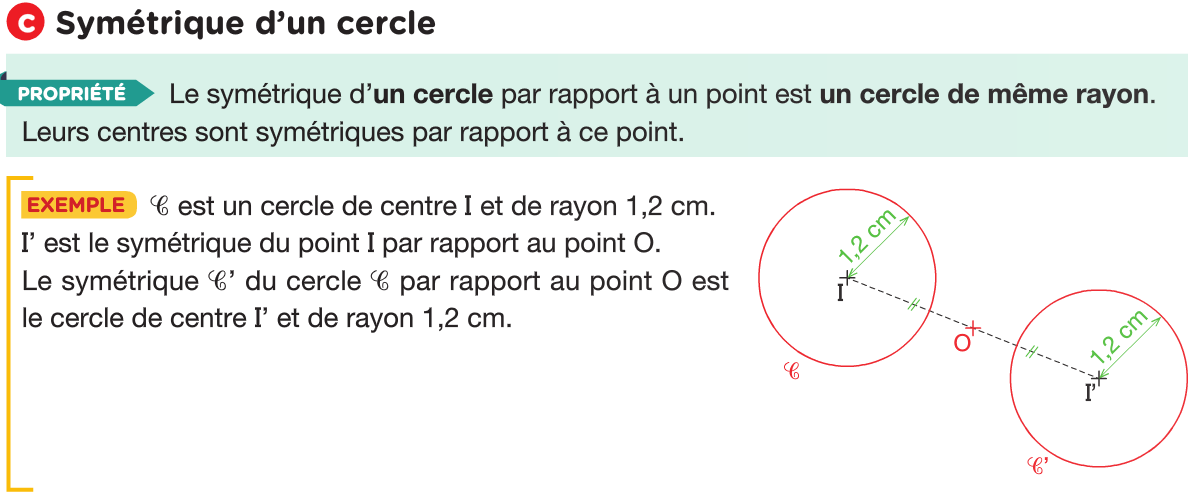 C Symétrique d’un cercle
PROPRIÉTÉ Le symétrique d’un cercle par rapport à un point est un cercle de même rayon.
Leurs centres sont symétriques par rapport à ce point.
EXEMPLE 𝒞 est un cercle de centre I et de rayon 1,2 cm.
I’ est le symétrique du point I par rapport au point O.
Le symétrique 𝒞’ du cercle 𝒞 par rapport au point O est
le cercle de centre I’ et de rayon 1,2 cm.
1,2 cm
I
O
𝒞
1,2 cm
I’
𝒞’